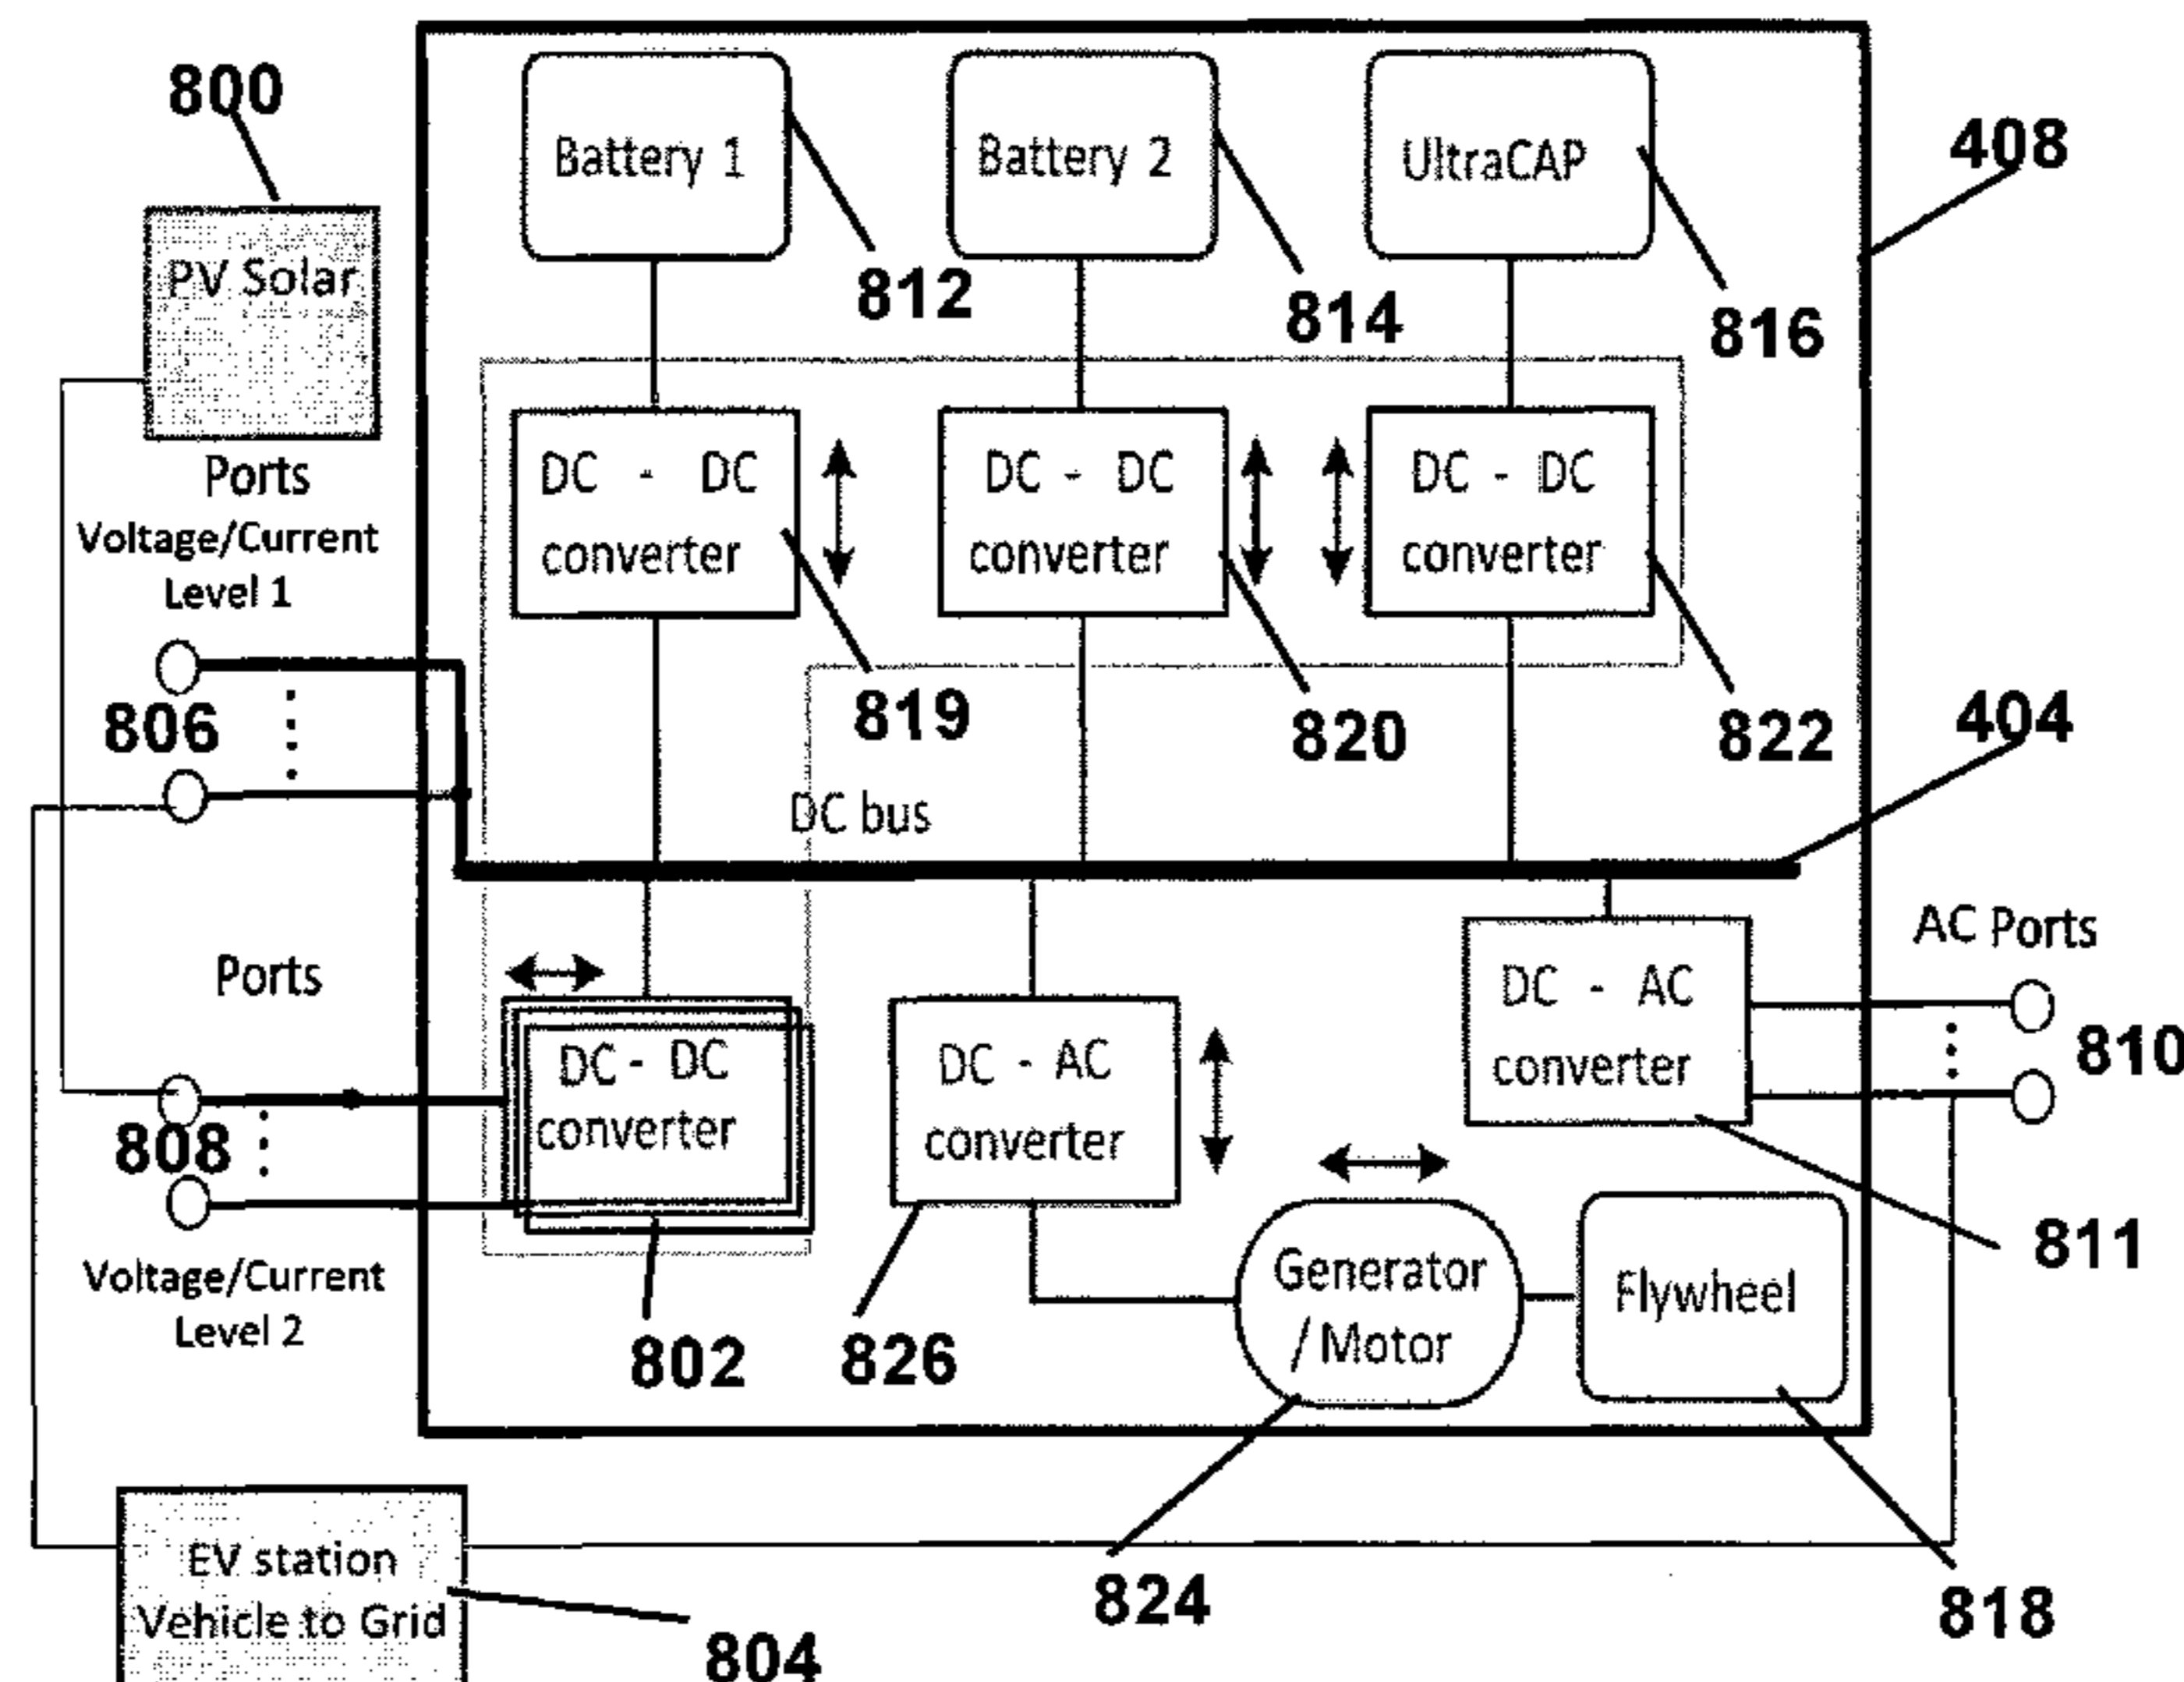 800
Battery 1
Battery 2
UltraCAP
408
PV Solar
812
814
816
Ports
Voltage/Current
Level 1
DC - DC
converter
DC - DC
converter
DC - DC
converter
806
819
820
822
404
DC bus
Ports
AC Ports
DC - AC
converter
810
808
DC - DC
converter
DC - AC
converter
811
Voltage/Current
Level 2
Generator
/ Motor
Flywheel
802
826
EV station
Vehicle to Grid
804
824
818